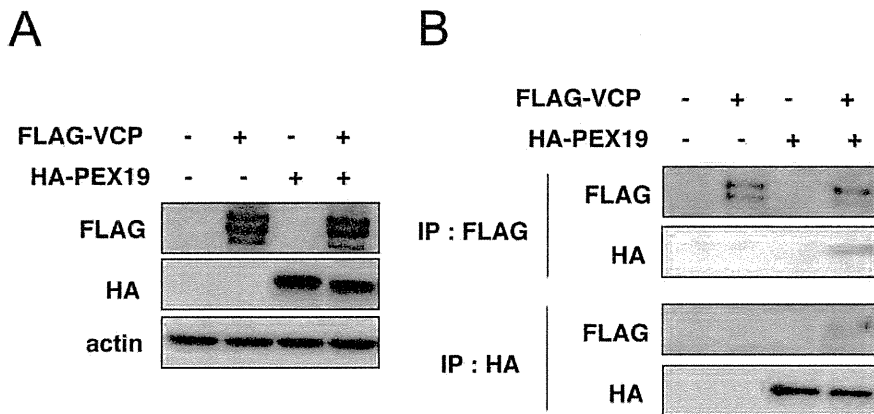 A
FLAG-VCP - + - +
HA-PEX19 - - + +
FLAG
HA
actin
B
FLAG-VCP - + - +
HA-PEX19 - - + +
IP : FLAG
FLAG
HA
IP : HA
FLAG
HA